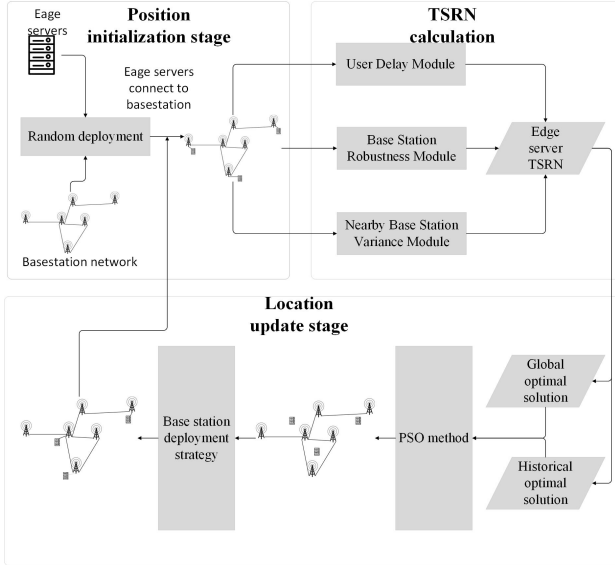 Position
initialization stage
Eage
servers
Eage servers
connect to
basestation
Random deployment
Basestation network
TSRN
calculation
User Delay Module
Base Station
Robustness Module
Nearby Base Station
Variance Module
Edge
server
TSRN
Location
update stage
Global
optimal
solution
Historical
optimal
solution
PSO method
Base station
deployment
strategy